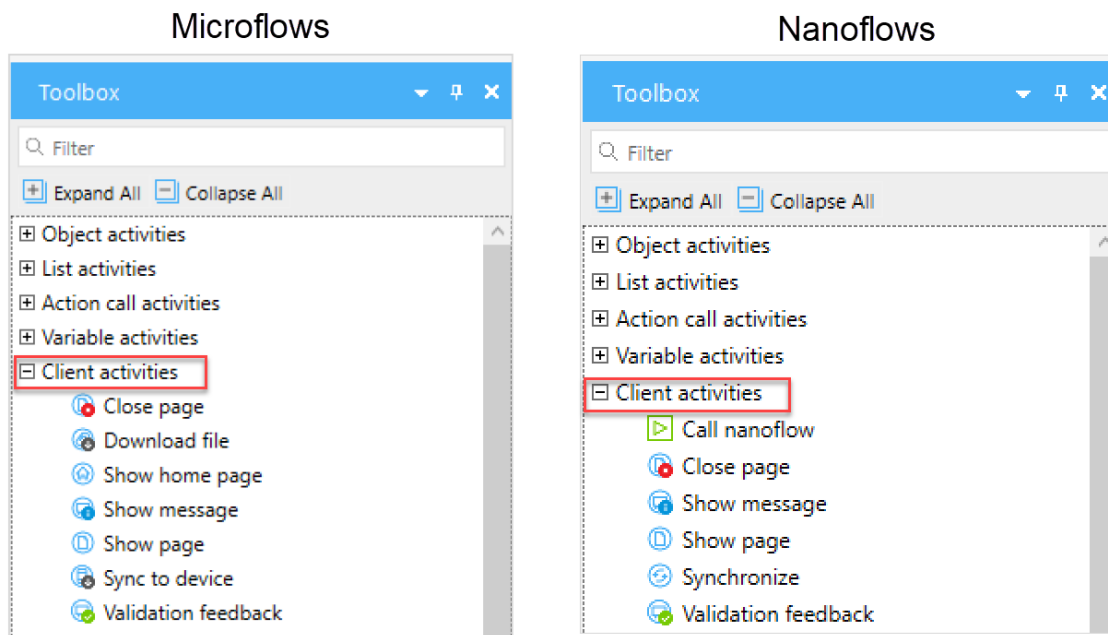 Microflows
Toolbox
Filter
Expand All Collapse All
Object activities
List activities
Action call activities
Variable activities
Client activities
Close page
Download file
Show home page
Show message
Show page
Sync to device
Validation feedback
Nanoflows
Toolbox
Filter
Expand All Collapse All
Object activities
List activities
Action call activities
Variable activities
Client activities
Call nanoflow
Close page
Show message
Show page
Synchronize
Validation feedback